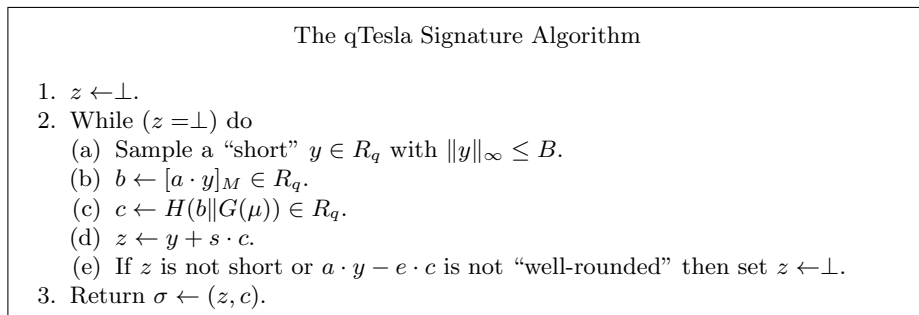 The qTesla Signature Algorithm
1. z ←⊥.
2. While (z =⊥) do
(a) Sample a “short” y ∈ R_q with ‖y‖_∞ ≤ B.
(b) b ← [a · y]_M ∈ R_q.
(c) c ← H(b‖G(μ)) ∈ R_q.
(d) z ← y + s · c.
(e) If z is not short or a · y − e · c is not “well-rounded” then set z ←⊥.
3. Return σ ← (z, c).